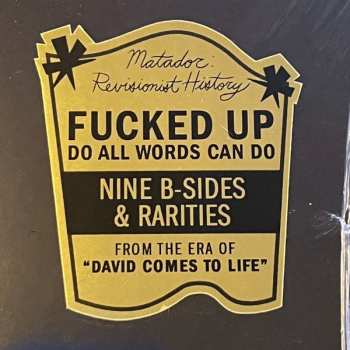 Matador:
Revisionist History
FUCKED UP
DO ALL WORDS CAN DO
NINE B-SIDES
& RARITIES
FROM THE ERA OF
"DAVID COMES TO LIFE"